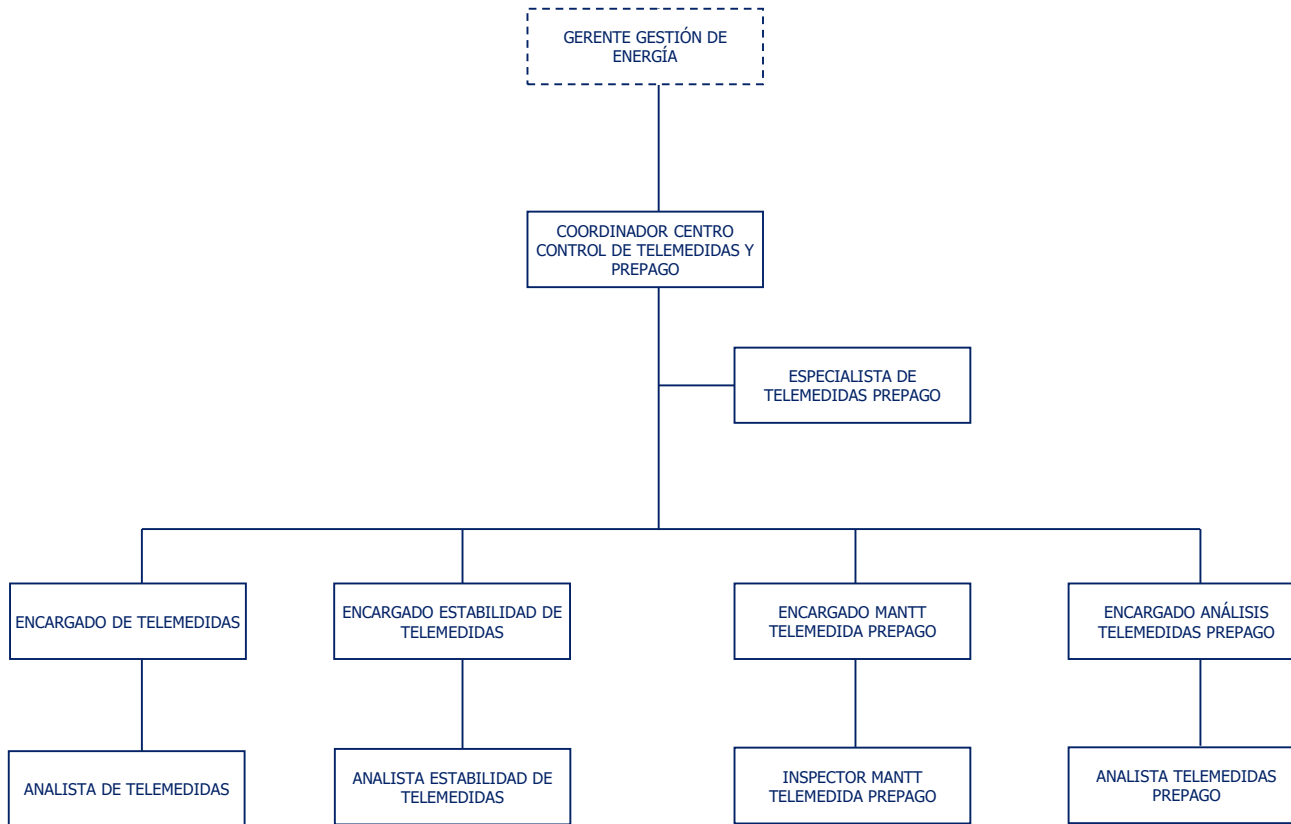 GERENTE GESTIÓN DE
ENERGÍA
COORDINADOR CENTRO
CONTROL DE TELEMEDIDAS Y
PREPAGO
ESPECIALISTA DE
TELEMEDIDAS PREPAGO
ENCARGADO DE TELEMEDIDAS
ENCARGADO ESTABILIDAD DE
TELEMEDIDAS
ENCARGADO MANTT
TELEMEDIDA PREPAGO
ENCARGADO ANÁLISIS
TELEMEDIDAS PREPAGO
ANALISTA DE TELEMEDIDAS
ANALISTA ESTABILIDAD DE
TELEMEDIDAS
INSPECTOR MANTT
TELEMEDIDA PREPAGO
ANALISTA TELEMEDIDAS
PREPAGO